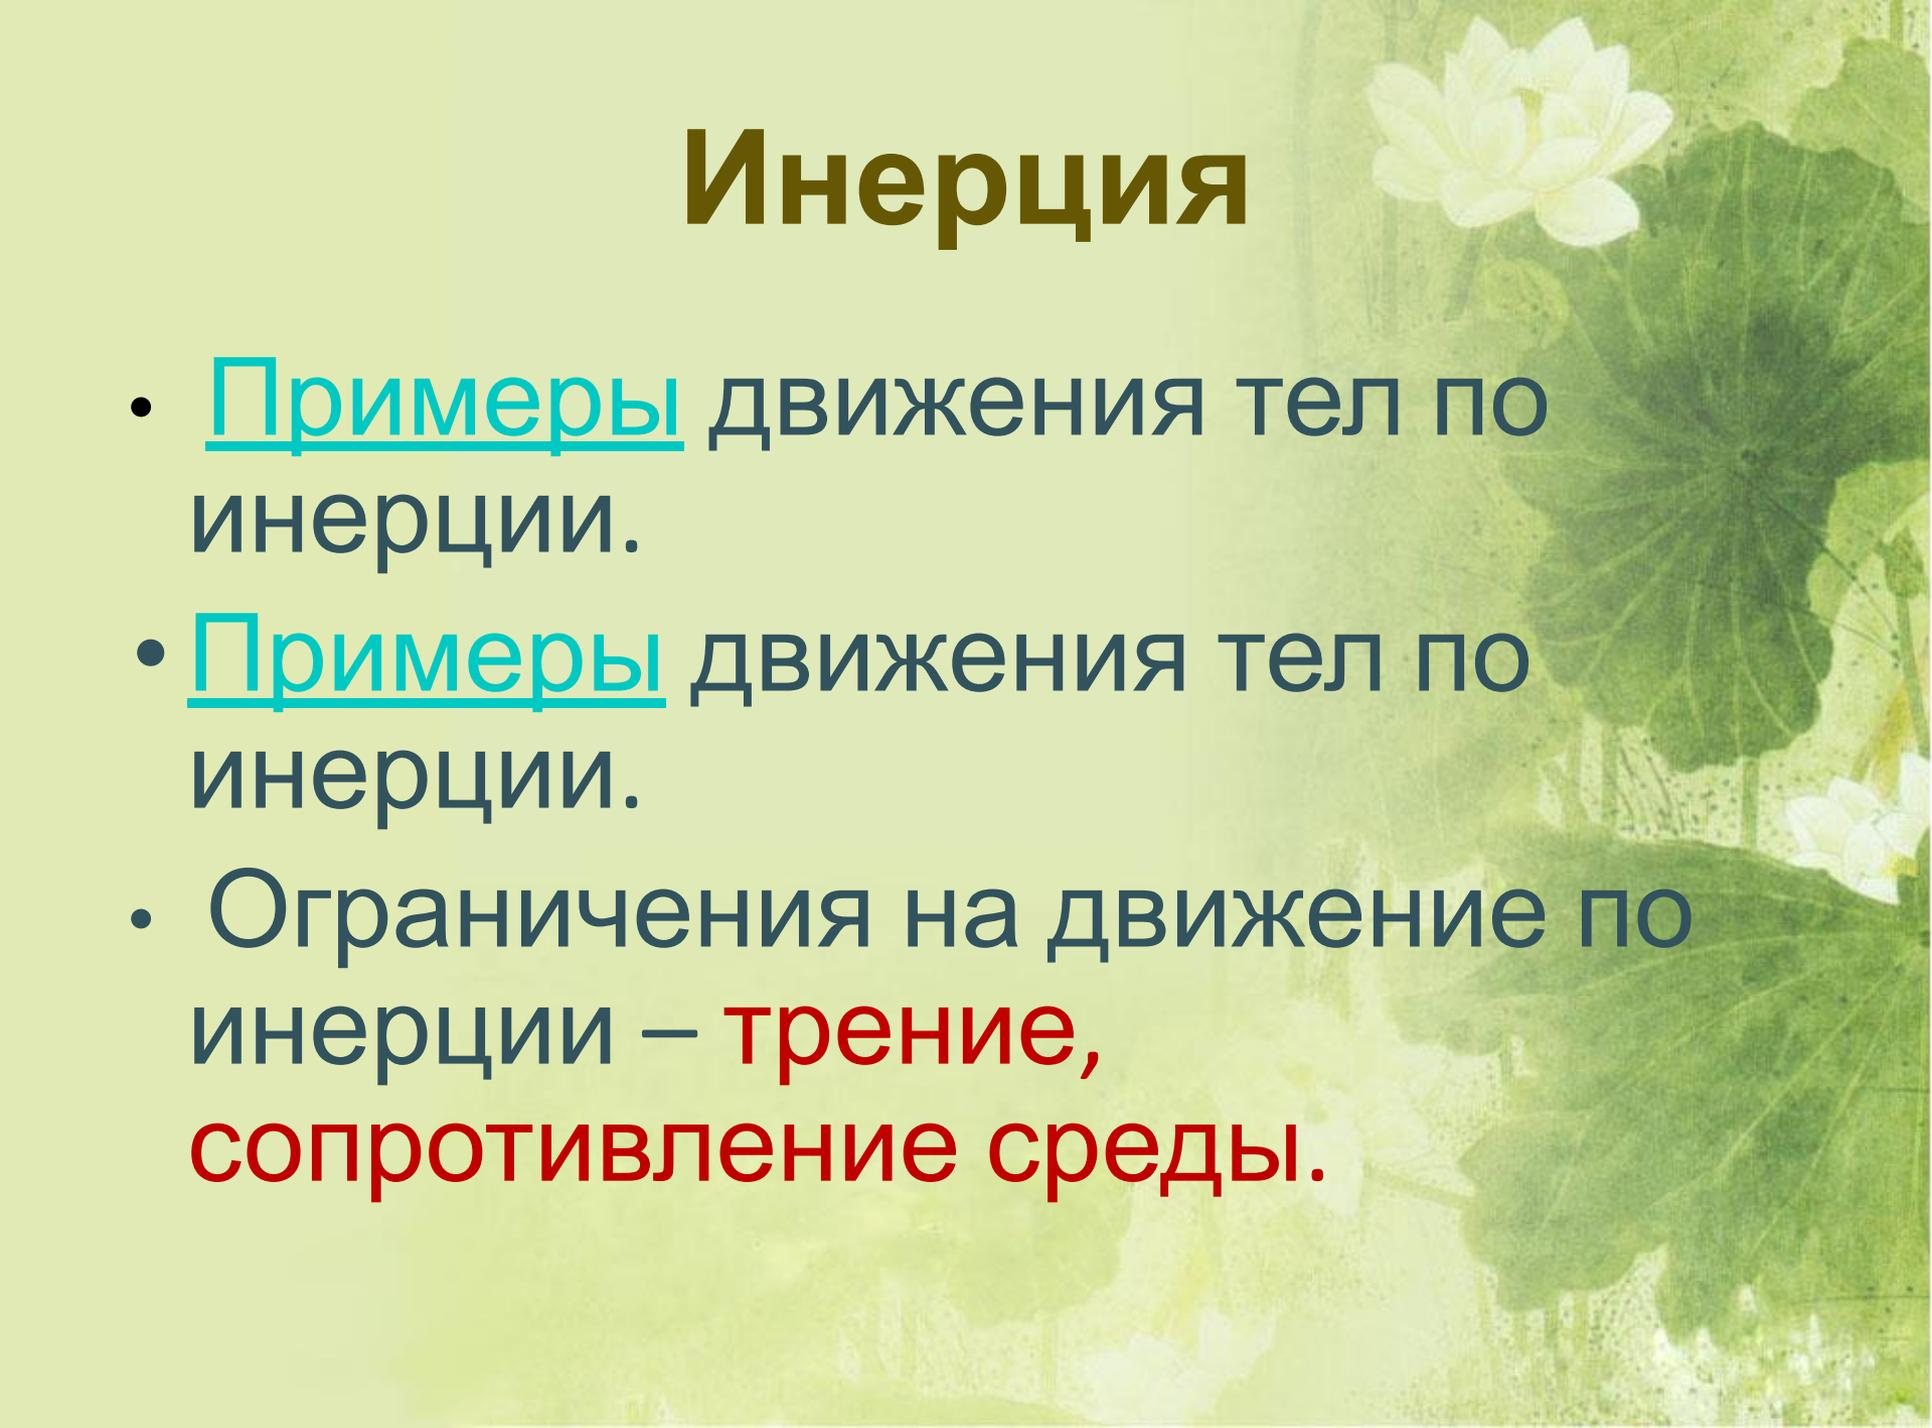 Инерция
• Примеры движения тел по
инерции.
• Примеры движения тел по
инерции.
• Ограничения на движение по
инерции – трение,
сопротивление среды.